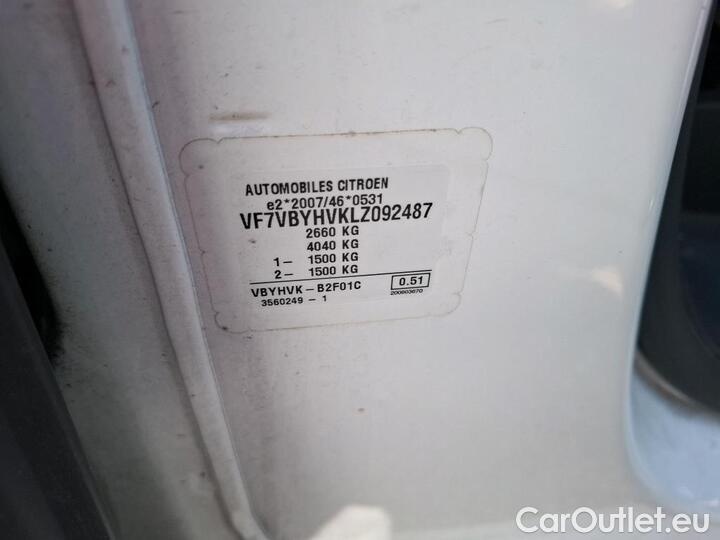 AUTOMOBILES CITROEN
e2*2007/46*0531
VF7VBYHVKLZ092487
2660 KG
4040 KG
1- 1500 KG
2- 1500 KG
VBYHVK-B2F01C 0.51
3560249-1 200603670
CarOutlet.eu